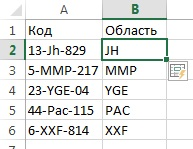 A B
1 Код Область
2 13-Jh-829 JH
3 5-MMP-217 MMP
4 23-YGE-04 YGE
5 44-Pac-115 PAC
6 6-XXF-814 XXF